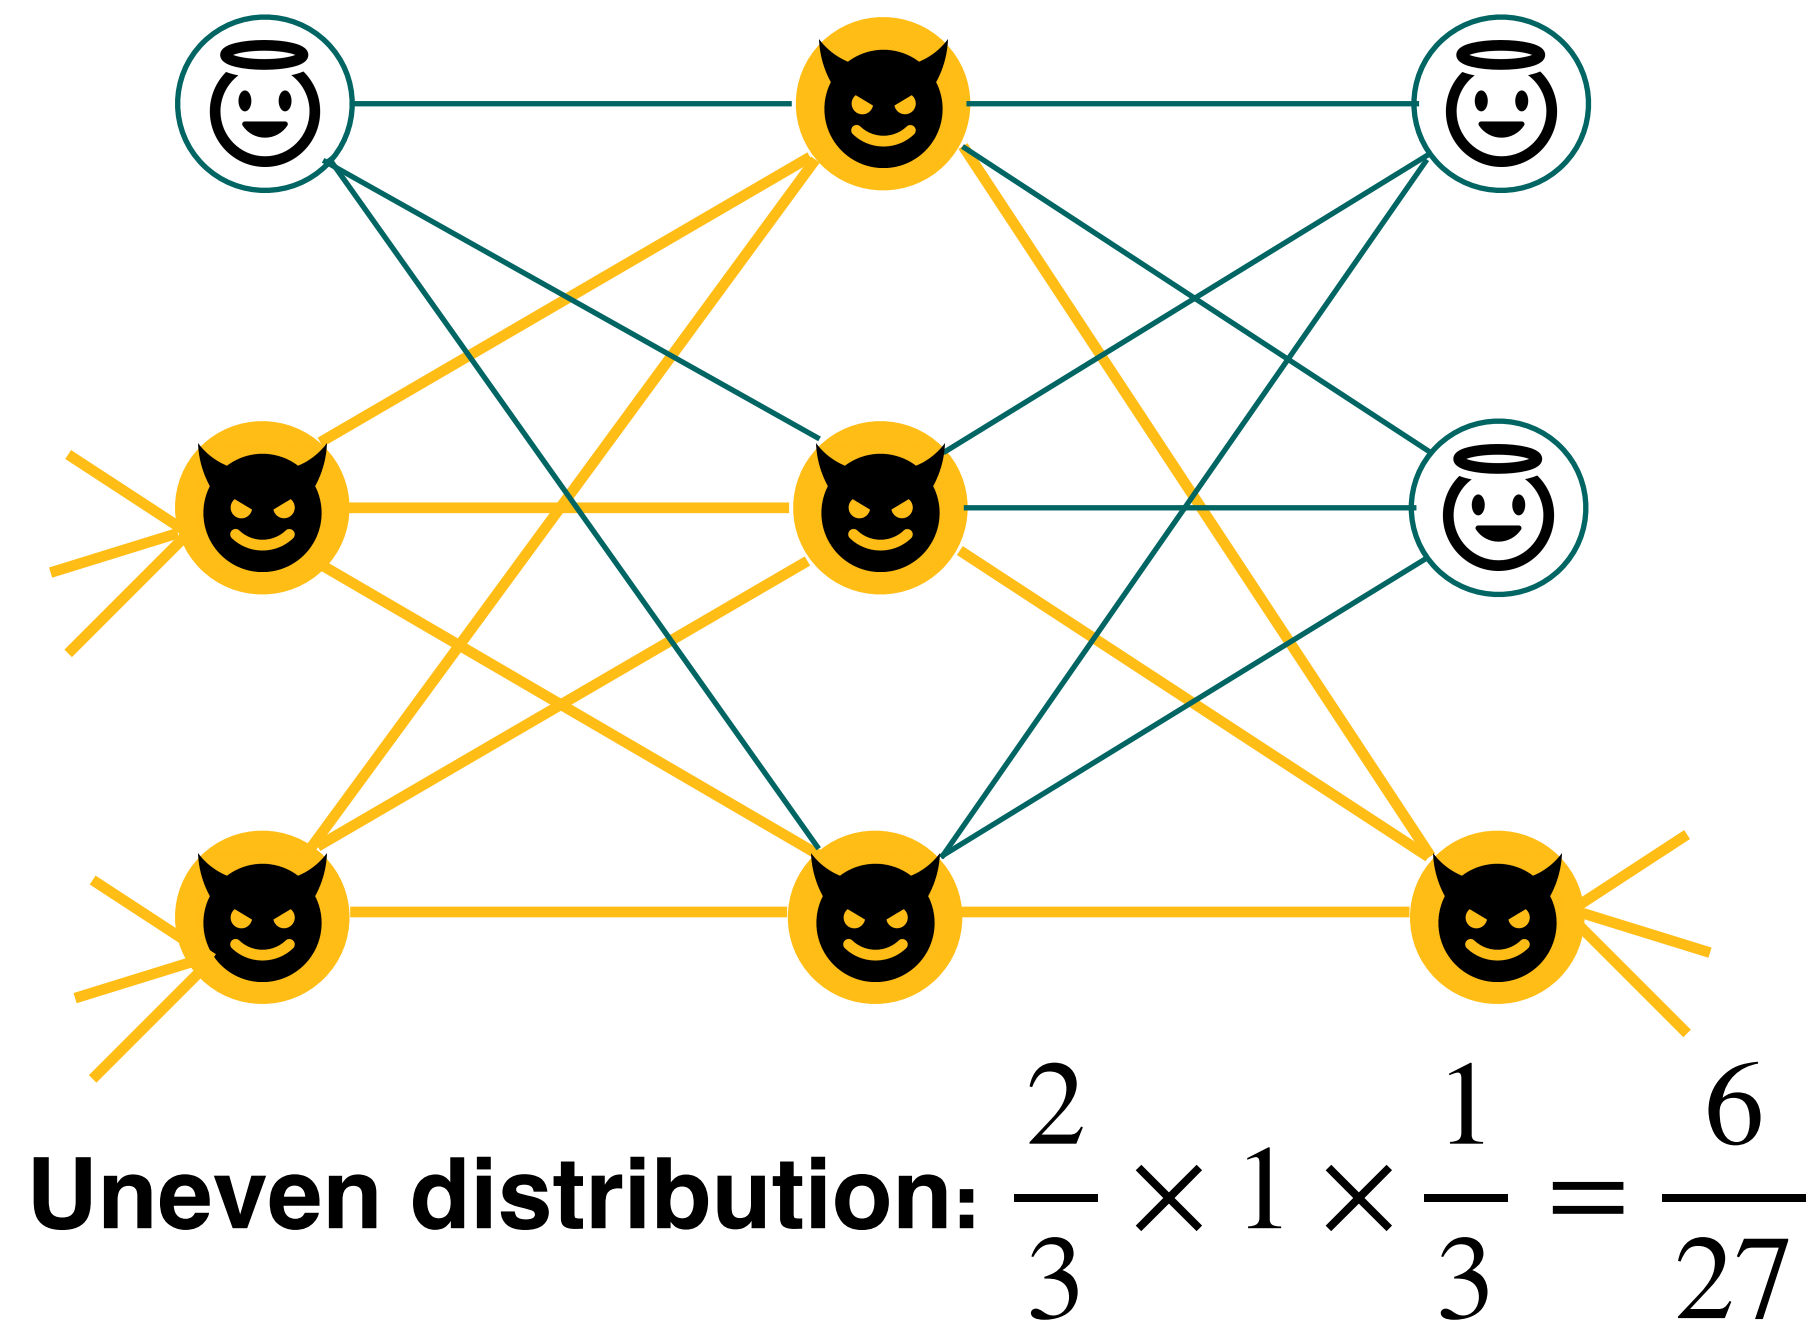 Uneven distribution: 2/3 × 1 × 1/3 = 6/27